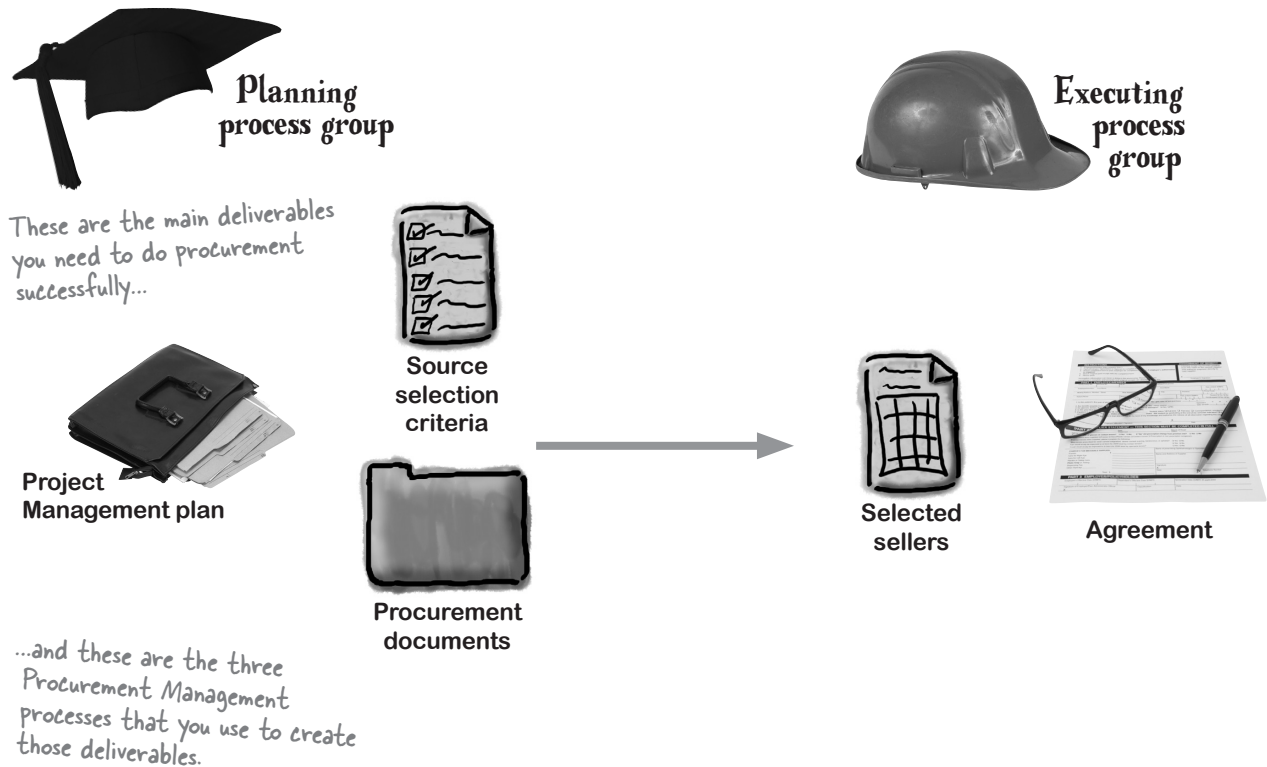 Planning
process group
Executing
process
group
These are the main deliverables
you need to do procurement
successfully...
Source
selection
criteria
Project
Management plan
Procurement
documents
Selected
sellers
Agreement
...and these are the three
Procurement Management
processes that you use to create
those deliverables.